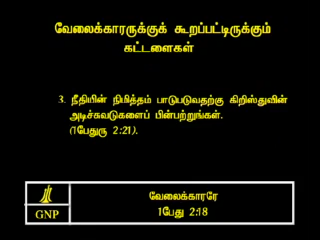 வேலைக்காரருக்குக் கூறப்பட்டிருக்கும்
கட்டளைகள்
3. நீதியின் நிமித்தம் பாடுபடுவதற்கு கிறிஸ்துவின்
அடிச்சுவடுகளைப் பின்பற்றுங்கள்.
(1பேதுரு 2:21).
வேலைக்காரரே
GNP
1பேது 2:18